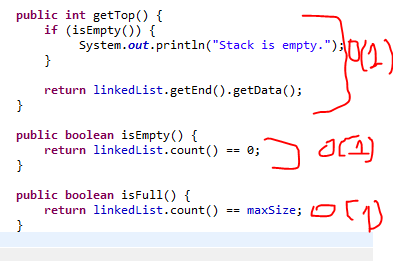 public int getTop() {
if (isEmpty()) {
System.out.println("Stack is empty.");
}
O(1)
return linkedList.getEnd().getData();
}
public boolean isEmpty() {
return linkedList.count() == 0;
}
O(1)
public boolean isFull() {
return linkedList.count() == maxSize;
}
O(1)